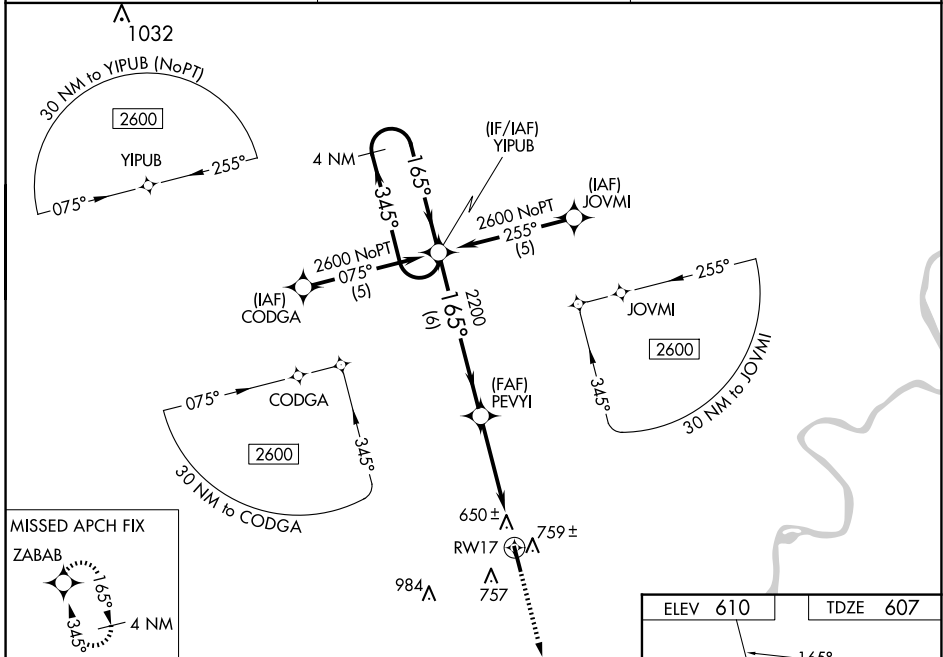 1032
30 NM to YIPUB (NoPT)
2600
YIPUB
075°
255°
4 NM
165°
345°
(IF/IAF)
YIPUB
(IAF)
JOVMI
2600 NoPT
255°
(5)
2600 NoPT
075°
(5)
(IAF)
CODGA
2200
165°
(6)
255°
JOVMI
2600
345°
30 NM to JOVMI
075°
CODGA
2600
345°
30 NM to CODGA
(FAF)
PEVYI
650 ±
RW17
759 ±
984
757
MISSED APCH FIX
ZABAB
165°
345°
4 NM
ELEV 610
TDZE 607
165°